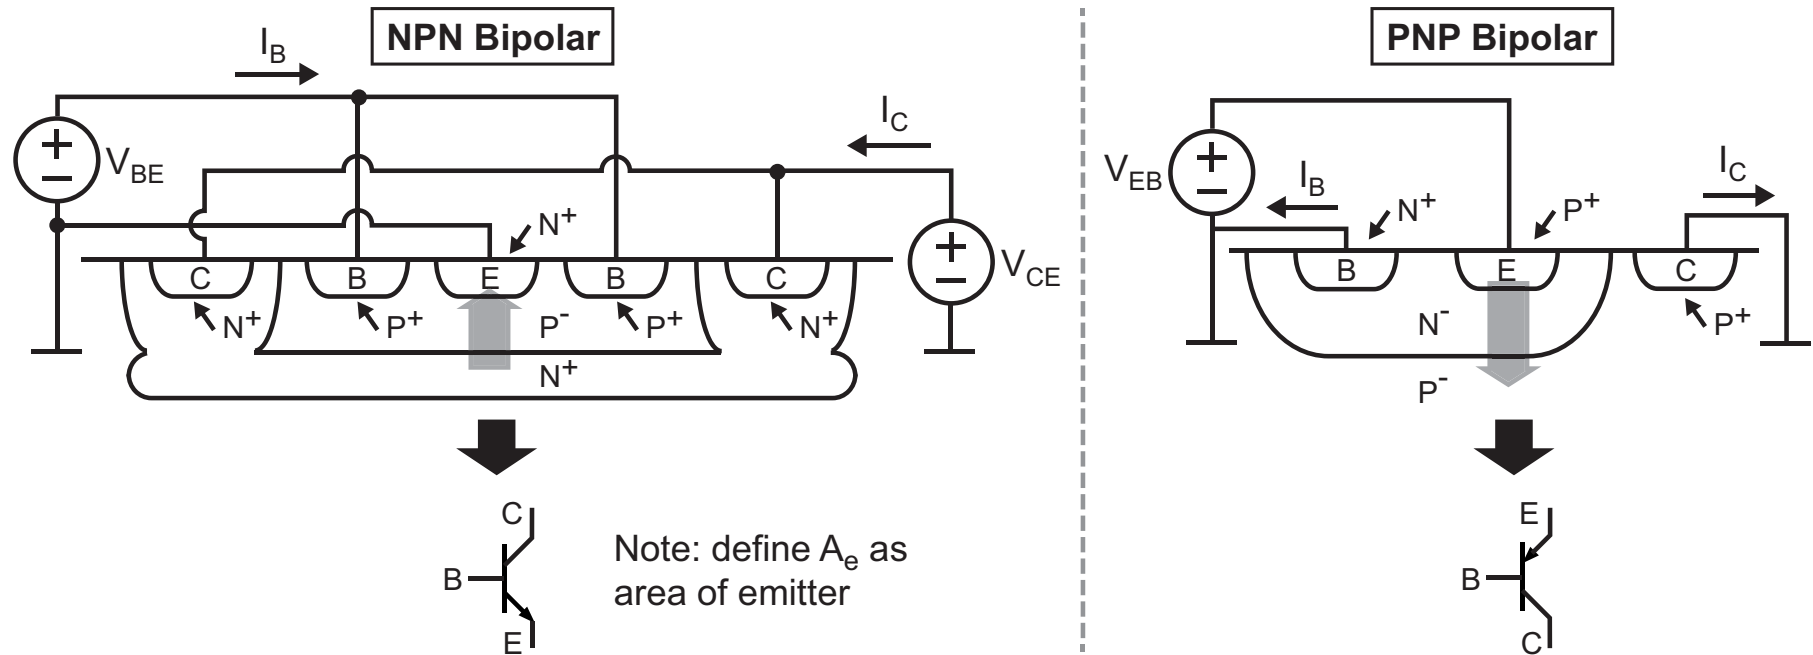 NPN Bipolar
I_B
I_C
+
−
V_BE
N⁺
C
B
E
B
C
+
−
V_CE
N⁺
P⁺
P⁻
P⁺
N⁺
N⁺
C
B
E
Note: define A_e as
area of emitter
PNP Bipolar
V_EB
+
−
I_B
I_C
N⁺
P⁺
B
E
C
N⁻
P⁺
P⁻
E
B
C